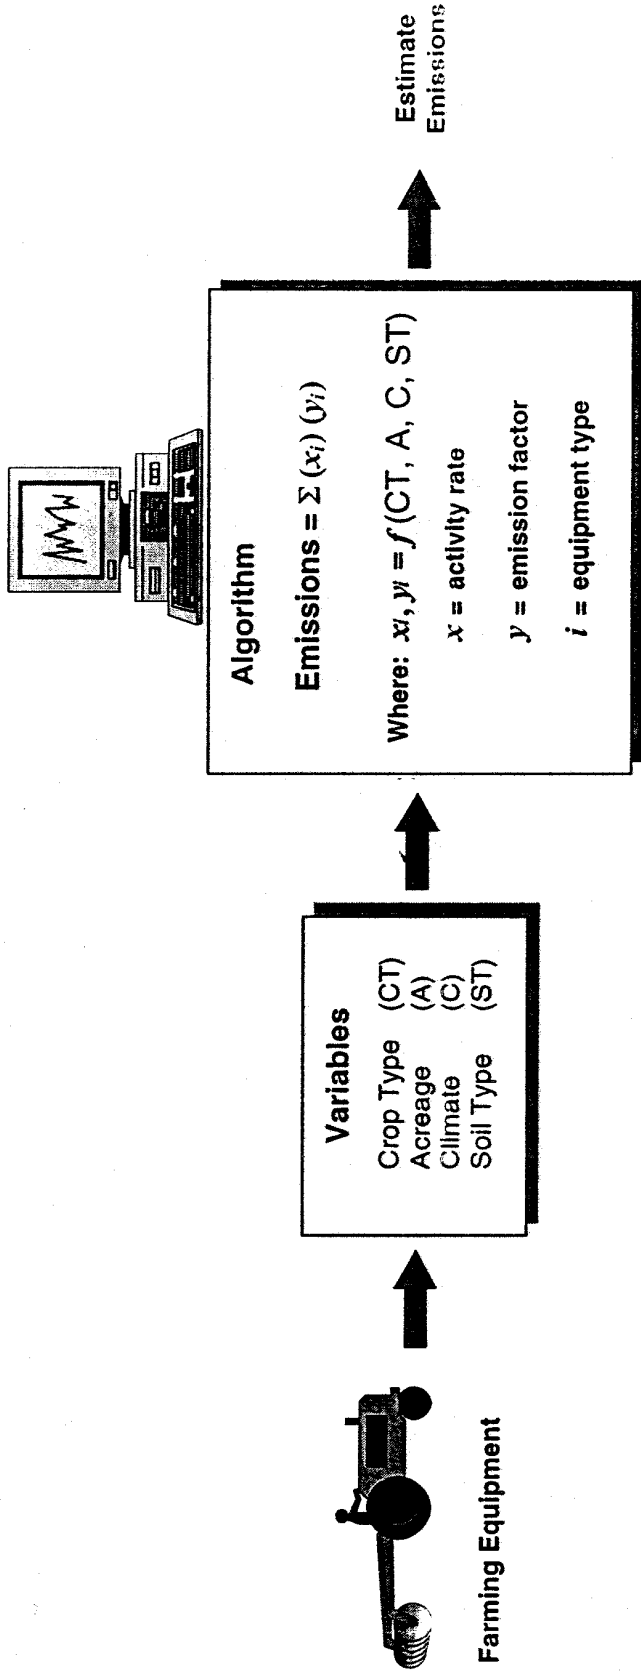 Farming Equipment
Variables
Crop Type (CT)
Acreage (A)
Climate (C)
Soil Type (ST)
Algorithm
Emissions = Σ (xᵢ) (yᵢ)
Where: xᵢ, yᵢ = f (CT, A, C, ST)
x = activity rate
y = emission factor
i = equipment type
Estimate
Emissions